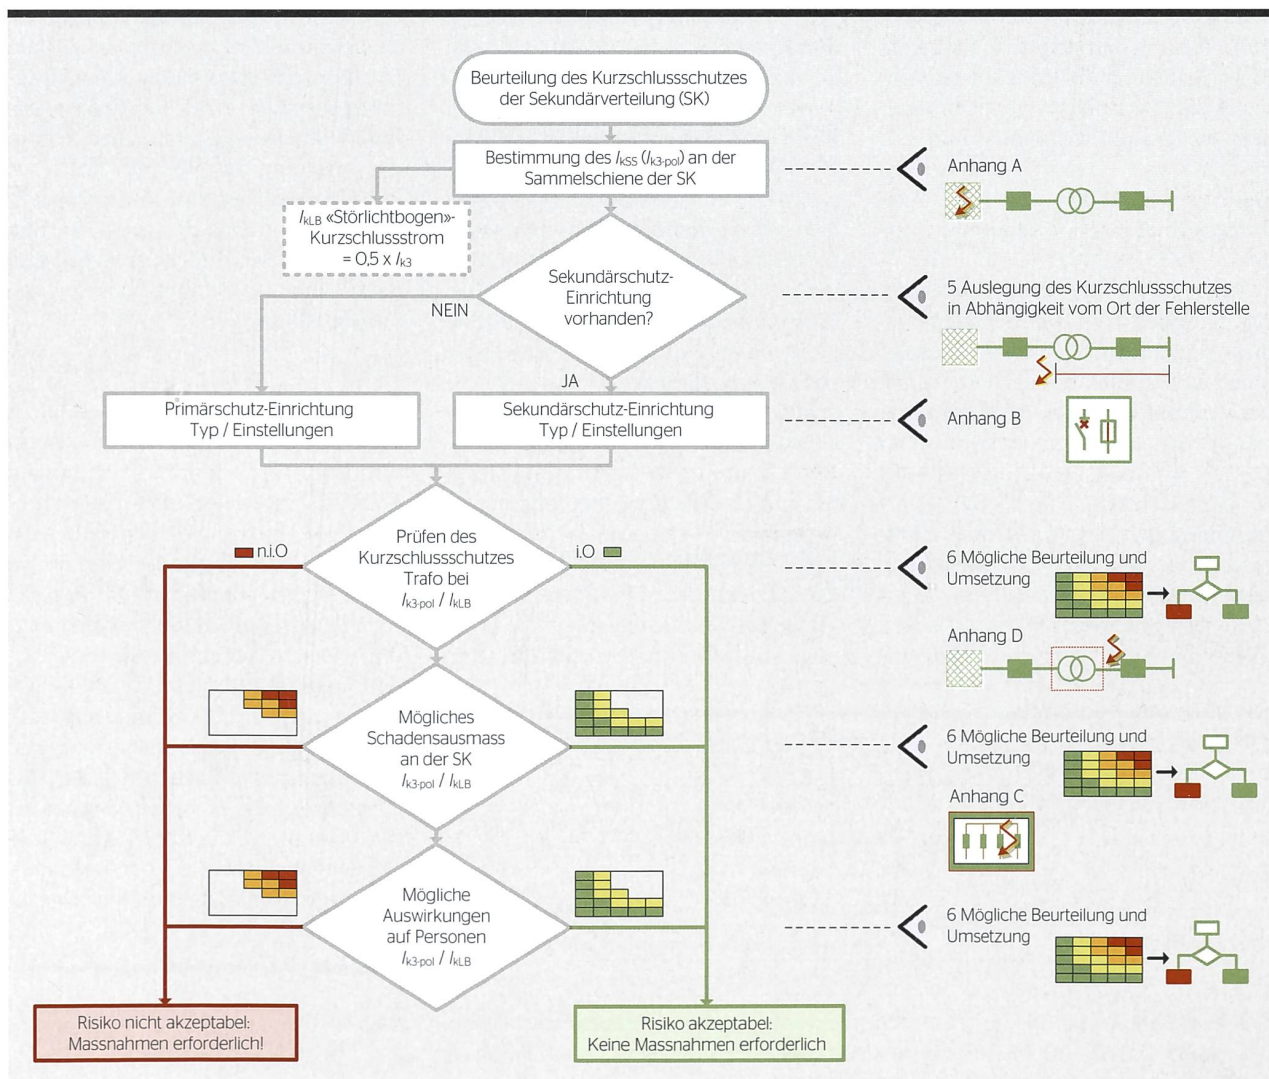 Beurteilung des Kurzschlussschutzes
der Sekundärverteilung (SK)
Bestimmung des IkSS (Ik3-pol) an der
Sammelschiene der SK
Anhang A
IkLB «Störlichtbogen»-
Kurzschlussstrom
= 0,5 x Ik3
Sekundärschutz-
Einrichtung
vorhanden?
NEIN
JA
5 Auslegung des Kurzschlussschutzes
in Abhängigkeit vom Ort der Fehlerstelle
Primärschutz-Einrichtung
Typ / Einstellungen
Sekundärschutz-Einrichtung
Typ / Einstellungen
Anhang B
n.i.O
Prüfen des
Kurzschlussschutzes
Trafo bei
Ik3-pol / IkLB
i.O
6 Mögliche Beurteilung und
Umsetzung
Anhang D
Mögliches
Schadensausmass
an der SK
Ik3-pol / IkLB
6 Mögliche Beurteilung und
Umsetzung
Anhang C
Mögliche
Auswirkungen
auf Personen
Ik3-pol / IkLB
6 Mögliche Beurteilung und
Umsetzung
Risiko nicht akzeptabel:
Massnahmen erforderlich!
Risiko akzeptabel:
Keine Massnahmen erforderlich